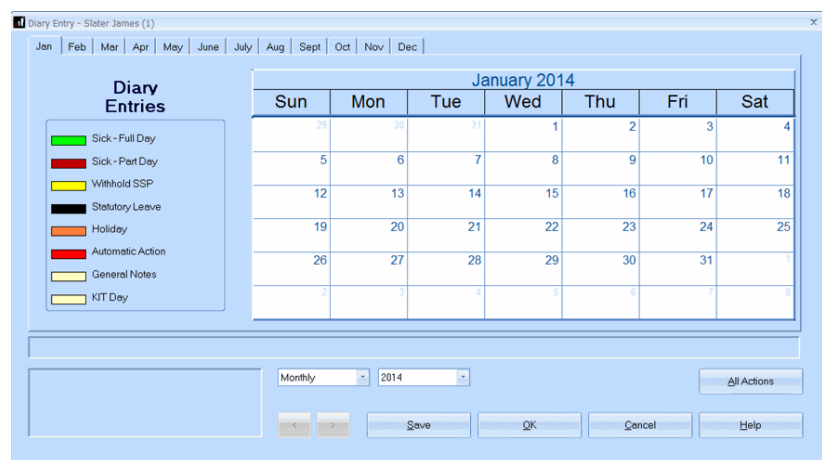 Diary Entry - Slater James (1)
x
Jan Feb Mar Apr May June July Aug Sept Oct Nov Dec
Diary
Entries
Sick - Full Day
Sick - Part Day
Withhold SSP
Statutory Leave
Holiday
Automatic Action
General Notes
KIT Day
January 2014
Sun Mon Tue Wed Thu Fri Sat
29 30 31 1 2 3 4
5 6 7 8 9 10 11
12 13 14 15 16 17 18
19 20 21 22 23 24 25
26 27 28 29 30 31 1
2 3 4 5 6 7 8
Monthly 2014 All Actions
< > Save OK Cancel Help